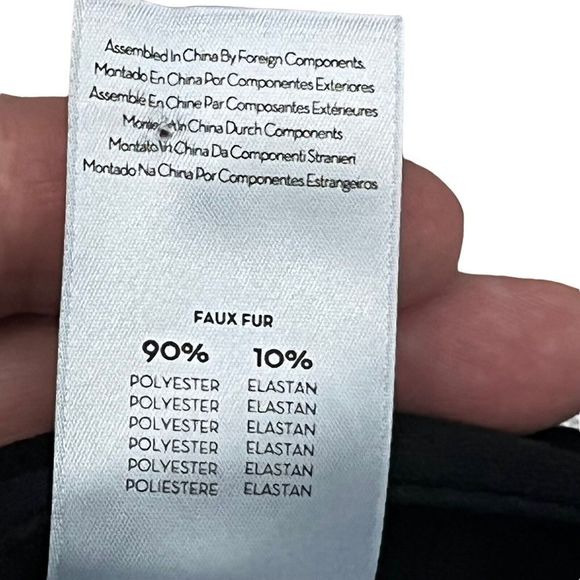 Assembled In China By Foreign Components.
Montado En China Por Componentes Exteriores
Assemblé En Chine Par Composantes Extérieures
In China Durch Components
Montato In China Da Componenti Stranieri
Montado Na China Por Componentes Estrangeiros
FAUX FUR
90% 10%
POLYESTER ELASTAN
POLYESTER ELASTAN
POLYESTER ELASTAN
POLYESTER ELASTAN
POLYESTER ELASTAN
POLIESTERE ELASTAN